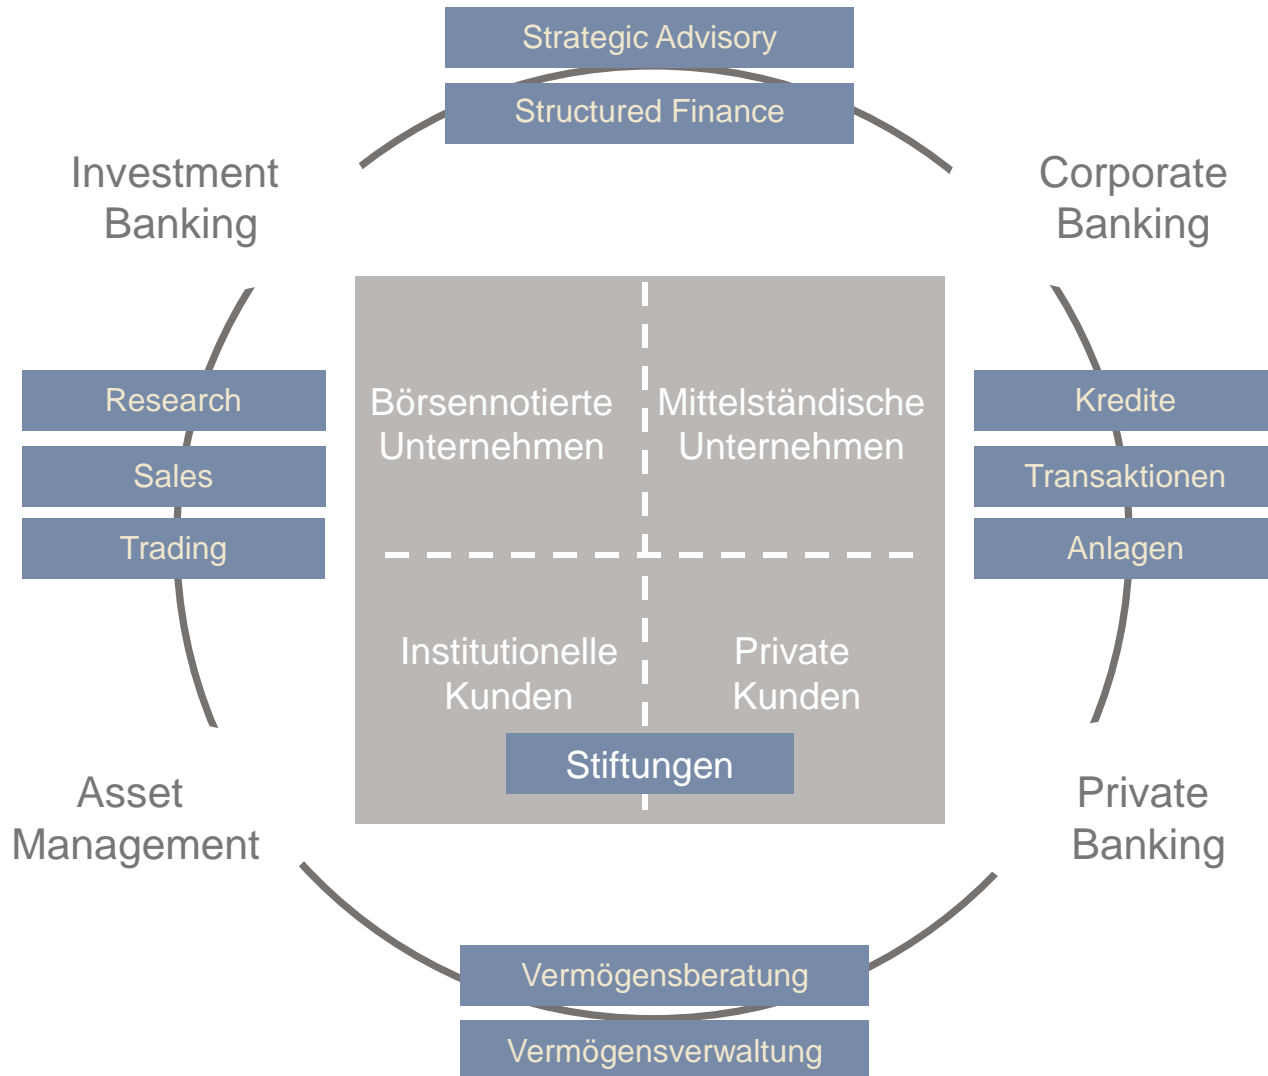 Strategic Advisory
Structured Finance
Investment
Banking
Corporate
Banking
Research
Sales
Trading
Börsennotierte
Unternehmen
Mittelständische
Unternehmen
Kredite
Transaktionen
Anlagen
Institutionelle
Kunden
Private
Kunden
Stiftungen
Asset
Management
Private
Banking
Vermögensberatung
Vermögensverwaltung